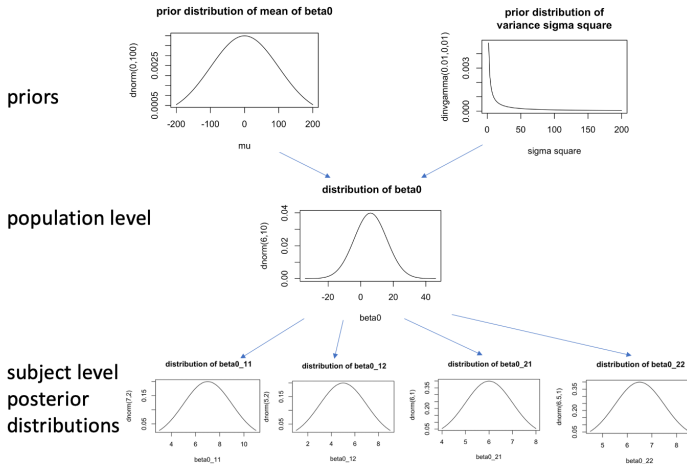 prior distribution of mean of beta0
prior distribution of
variance sigma square
priors
dnorm(0,100)
0.0005
0.0025
-200
-100
0
100
200
mu
dinvgamma(0.01,0,01)
0.000
0.003
0
50
100
150
200
sigma square
population level
distribution of beta0
dnorm(6,10)
0.00
0.02
0.04
-20
0
20
40
beta0
subject level
posterior
distributions
distribution of beta0_11
dnorm(7,2)
0.05
0.15
4
6
8
10
beta0_11
distribution of beta0_12
dnorm(5,2)
0.05
0.15
2
4
6
8
beta0_12
distribution of beta0_21
dnorm(6,1)
0.05
0.20
0.35
4
5
6
7
8
beta0_21
distribution of beta0_22
dnorm(6.5,1)
0.05
0.20
0.35
5
6
7
8
beta0_22